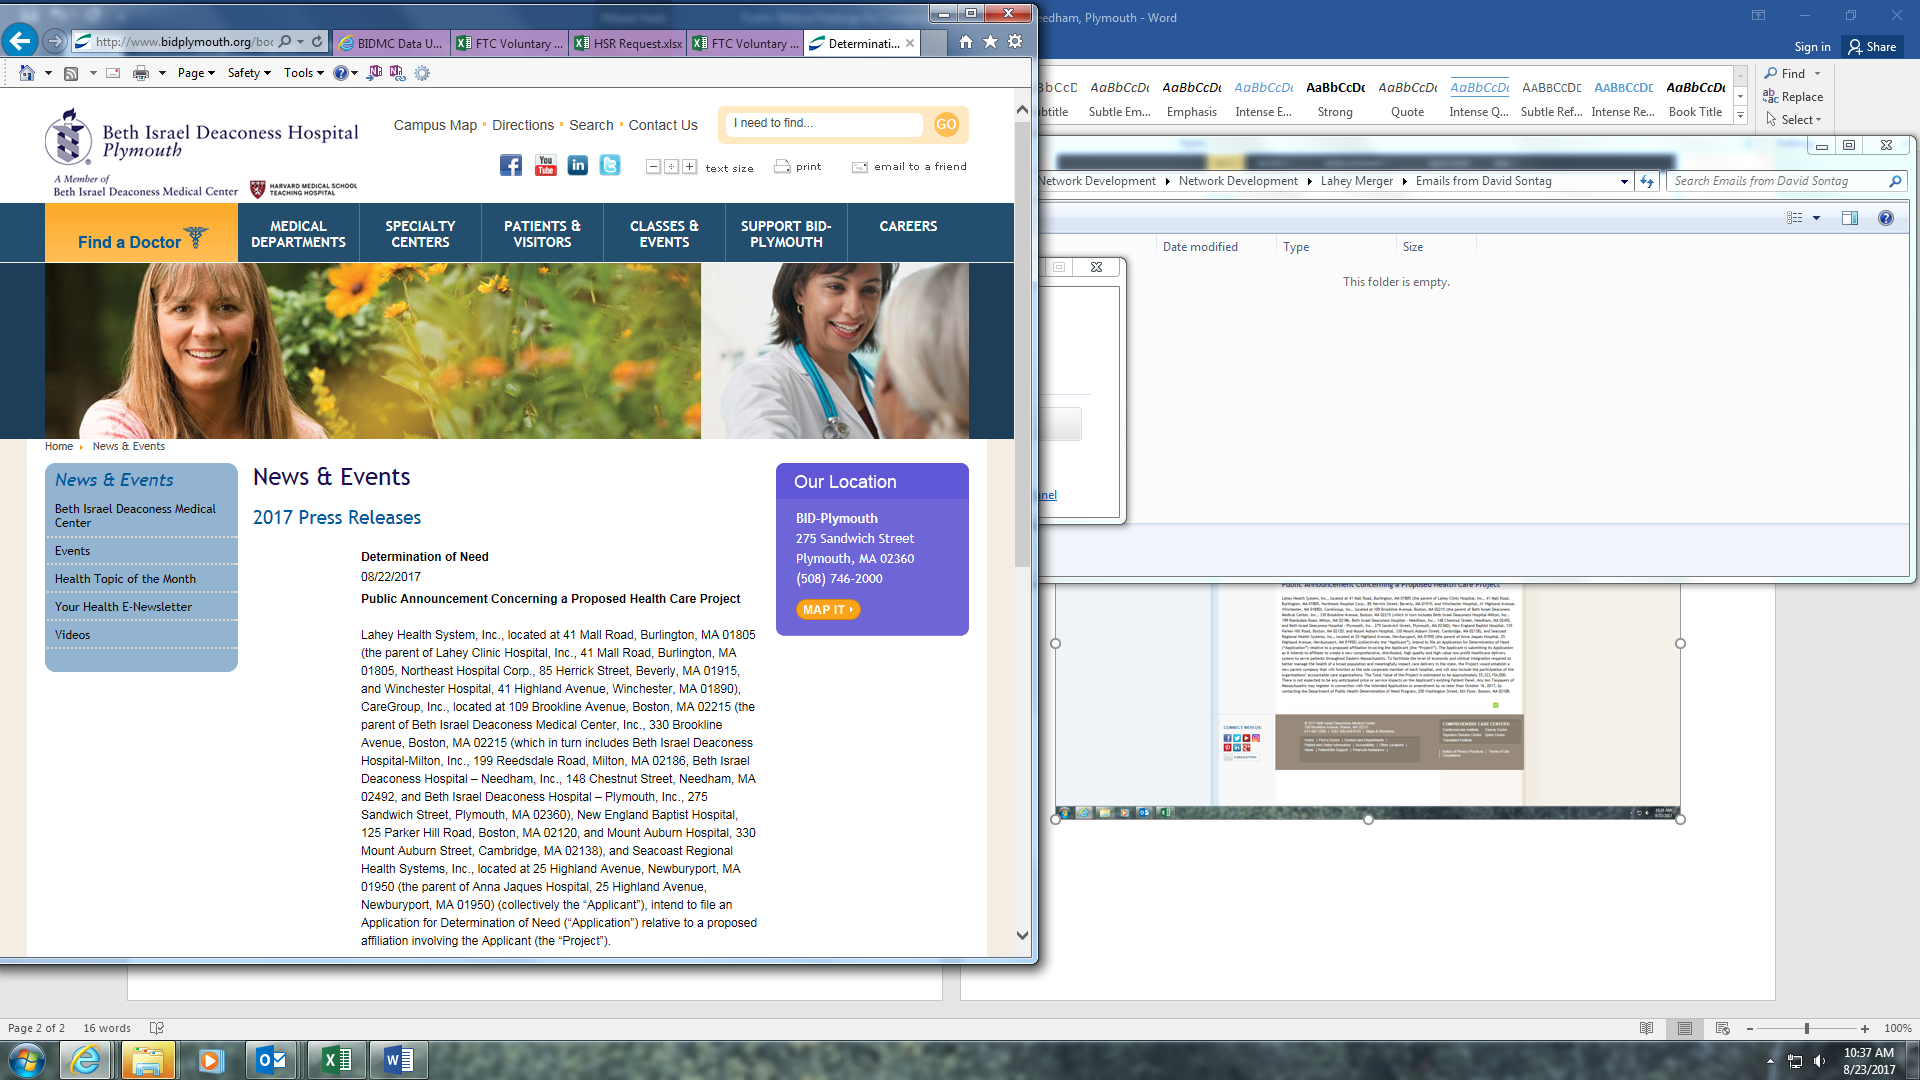 eedham, Plymouth - Word
Sign in
Share
http://www.bidplymouth.org/boc
BIDMC Data U...
FTC Voluntary ...
HSR Request.xlsx
FTC Voluntary ...
Determinati...
Page
Safety
Tools
btitle
Subtle Em...
Emphasis
Intense E...
Strong
Quote
Intense Q...
Subtle Ref...
Intense Re...
Book Title
Find
Replace
Select
Beth Israel Deaconess Hospital
Plymouth
A Member of
Beth Israel Deaconess Medical Center
HARVARD MEDICAL SCHOOL
TEACHING HOSPITAL
Campus Map
Directions
Search
Contact Us
I need to find...
GO
text size
print
email to a friend
Find a Doctor
MEDICAL DEPARTMENTS
SPECIALTY CENTERS
PATIENTS & VISITORS
CLASSES & EVENTS
SUPPORT BID-PLYMOUTH
CAREERS
Network Development
Network Development
Lahey Merger
Emails from David Sontag
Search Emails from David Sontag
Date modified
Type
Size
This folder is empty.
Home
News & Events
News & Events
Beth Israel Deaconess Medical
Center
Events
Health Topic of the Month
Your Health E-Newsletter
Videos
News & Events
2017 Press Releases
Determination of Need
08/22/2017
Public Announcement Concerning a Proposed Health Care Project
Lahey Health System, Inc., located at 41 Mall Road, Burlington, MA 01805
(the parent of Lahey Clinic Hospital, Inc., 41 Mall Road, Burlington, MA
01805, Northeast Hospital Corp., 85 Herrick Street, Beverly, MA 01915,
and Winchester Hospital, 41 Highland Avenue, Winchester, MA 01890),
CareGroup, Inc., located at 109 Brookline Avenue, Boston, MA 02215 (the
parent of Beth Israel Deaconess Medical Center, Inc., 330 Brookline
Avenue, Boston, MA 02215 (which in turn includes Beth Israel Deaconess
Hospital-Milton, Inc., 199 Reedsdale Road, Milton, MA 02186, Beth Israel
Deaconess Hospital – Needham, Inc., 148 Chestnut Street, Needham, MA
02492, and Beth Israel Deaconess Hospital – Plymouth, Inc., 275
Sandwich Street, Plymouth, MA 02360), New England Baptist Hospital,
125 Parker Hill Road, Boston, MA 02120, and Mount Auburn Hospital, 330
Mount Auburn Street, Cambridge, MA 02138), and Seacoast Regional
Health Systems, Inc., located at 25 Highland Avenue, Newburyport, MA
01950 (the parent of Anna Jaques Hospital, 25 Highland Avenue,
Newburyport, MA 01950) (collectively the “Applicant”), intend to file an
Application for Determination of Need (“Application”) relative to a proposed
affiliation involving the Applicant (the “Project”).
Our Location
BID-Plymouth
275 Sandwich Street
Plymouth, MA 02360
(508) 746-2000
MAP IT
anel
Public Announcement Concerning a Proposed Health Care Project
CONNECT WITH US:
COMPREHENSIVE CARE CENTERS:
Page 2 of 2
16 words
100%
10:37 AM
8/23/2017